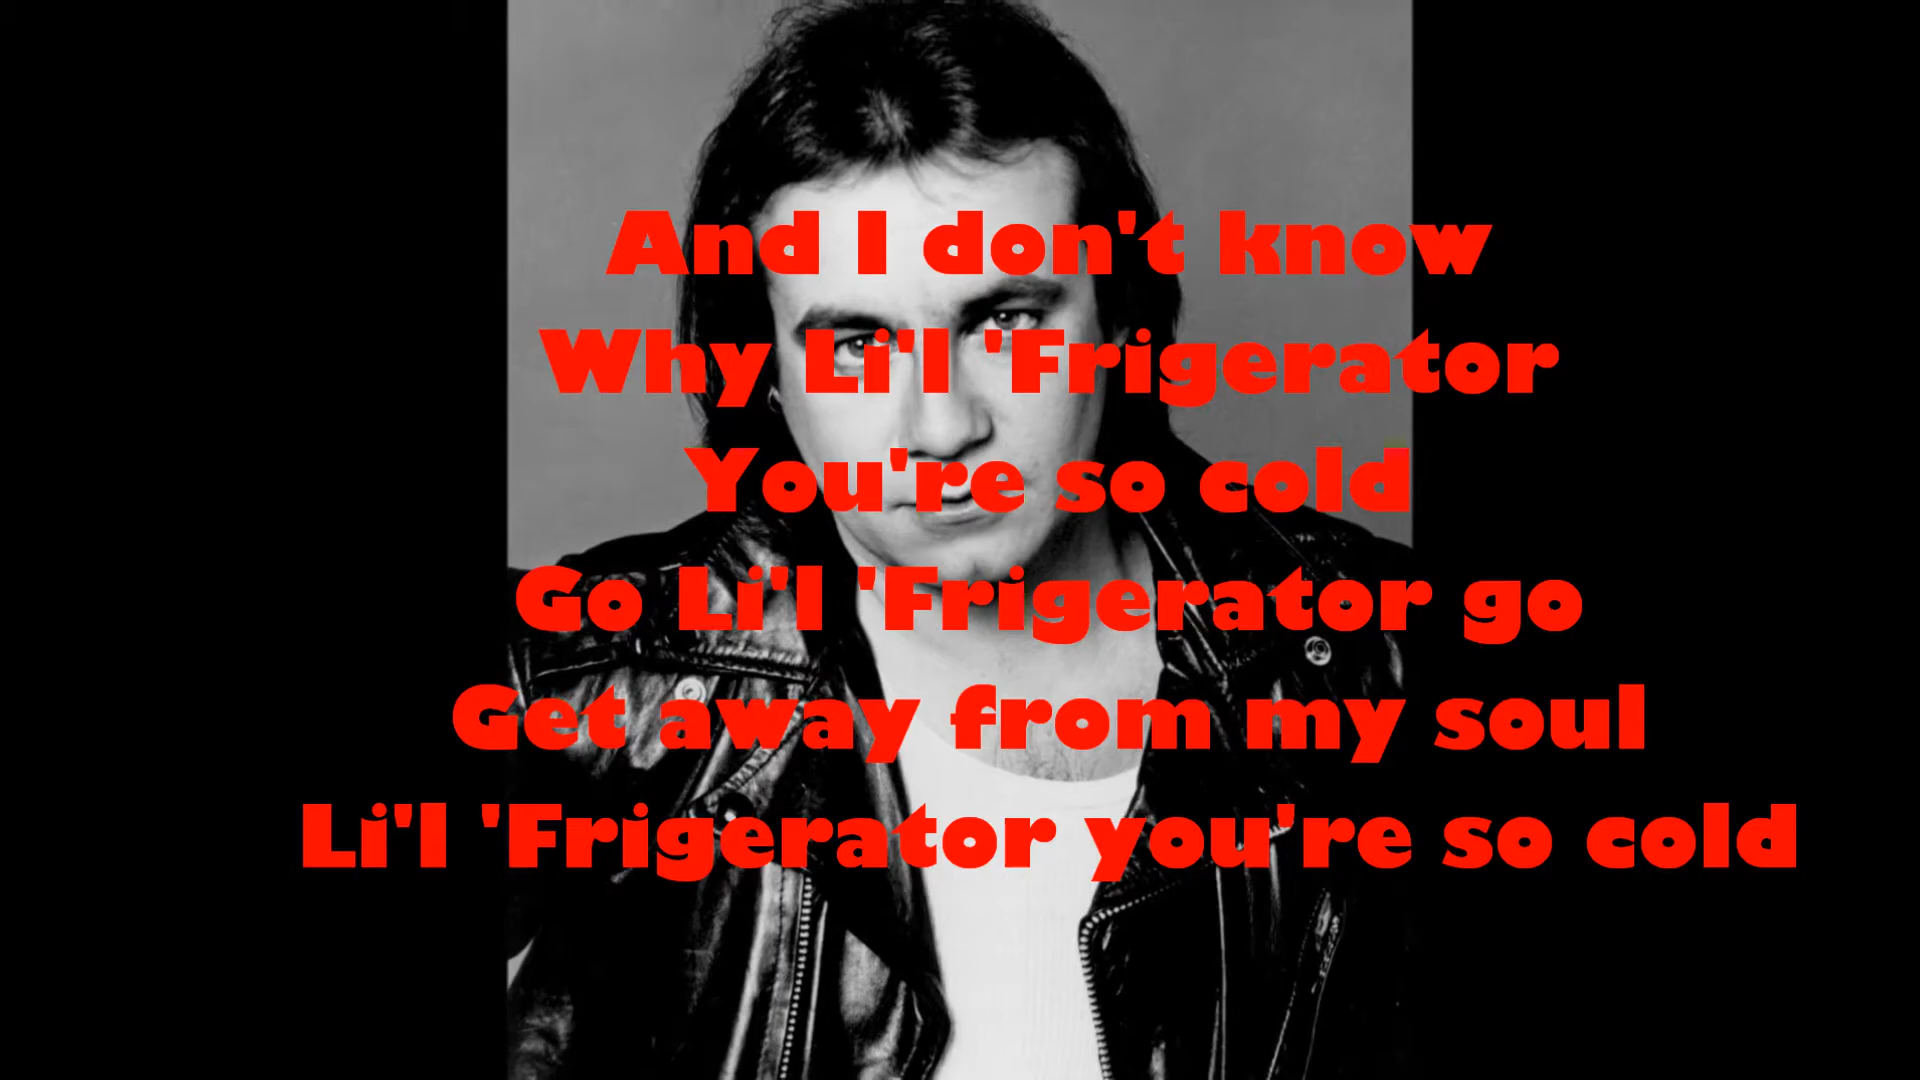 And I don't know
Why Li'l 'Frigerator
You're so cold
Go Li'l 'Frigerator go
Get away from my soul
Li'l 'Frigerator you're so cold